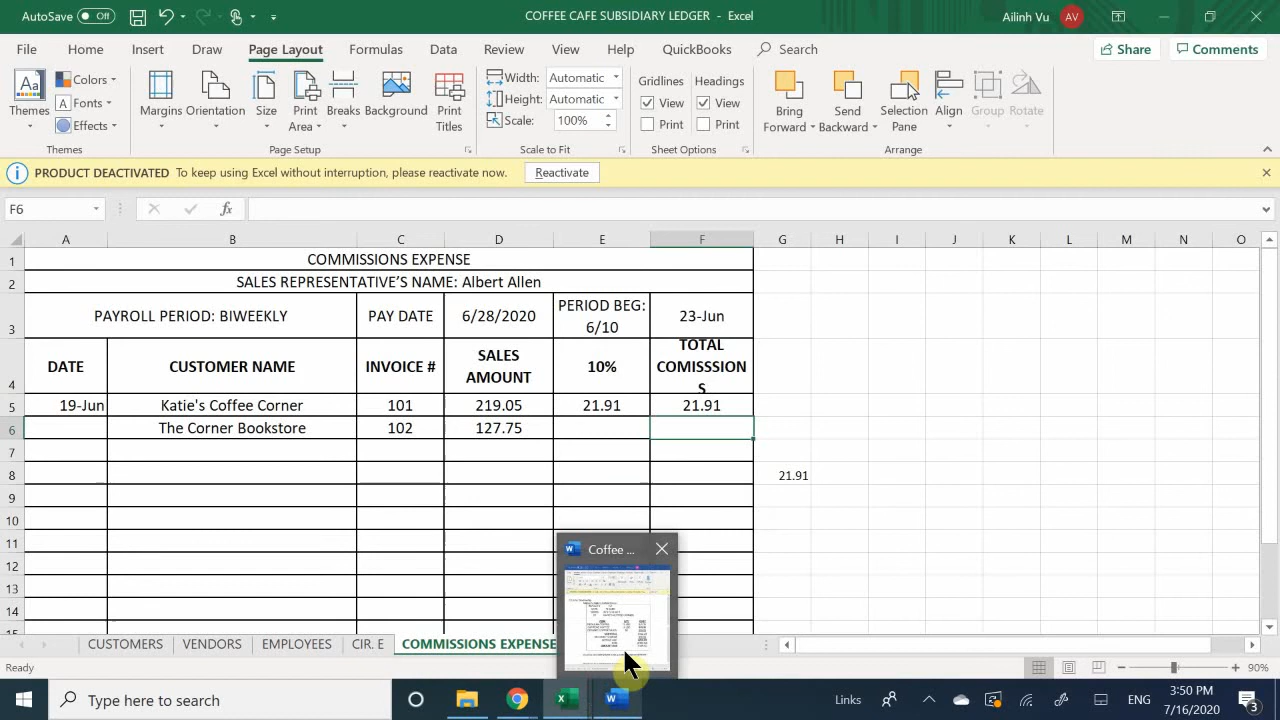 AutoSave Off
COFFEE CAFE SUBSIDIARY LEDGER - Excel
Ailinh Vu AV
File Home Insert Draw Page Layout Formulas Data Review View Help QuickBooks Search Share Comments
Themes
Colors
Fonts
Effects
Themes
Margins
Orientation
Size
Print Area
Breaks
Background
Print Titles
Page Setup
Width: Automatic
Height: Automatic
Scale: 100%
Scale to Fit
Gridlines Headings
View View
Print Print
Sheet Options
Bring Forward
Send Backward
Selection Pane
Align
Group
Rotate
Arrange
PRODUCT DEACTIVATED To keep using Excel without interruption, please reactivate now. Reactivate
F6 fx
A B C D E F G H I J K L M N O
1 COMMISSIONS EXPENSE
2 SALES REPRESENTATIVE'S NAME: Albert Allen
3 PAYROLL PERIOD: BIWEEKLY PAY DATE 6/28/2020 PERIOD BEG: 6/10 23-Jun
4 DATE CUSTOMER NAME INVOICE # SALES AMOUNT 10% TOTAL COMISSSIONS
5 19-Jun Katie's Coffee Corner 101 219.05 21.91 21.91
6 The Corner Bookstore 102 127.75
7
8 21.91
9
10
11
12
13
14
15
W Coffee ...
CUSTOMERS VENDORS EMPLOYEES CTCE COMMISSIONS EXPENSE
Ready
90%
Type here to search
Links
ENG
3:50 PM
7/16/2020
3